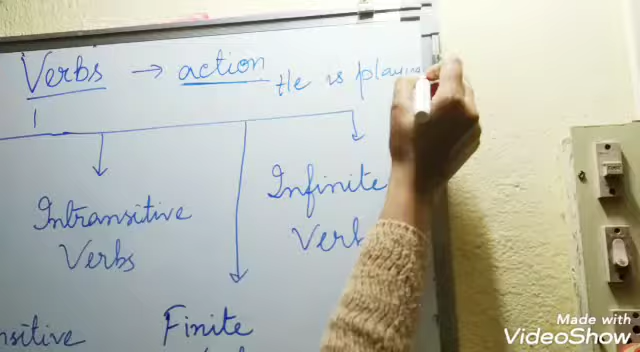 Verbs → action
He is playing
Intransitive
Verbs
Infinite
Verb
nsitive
Finite
Made with
VideoShow